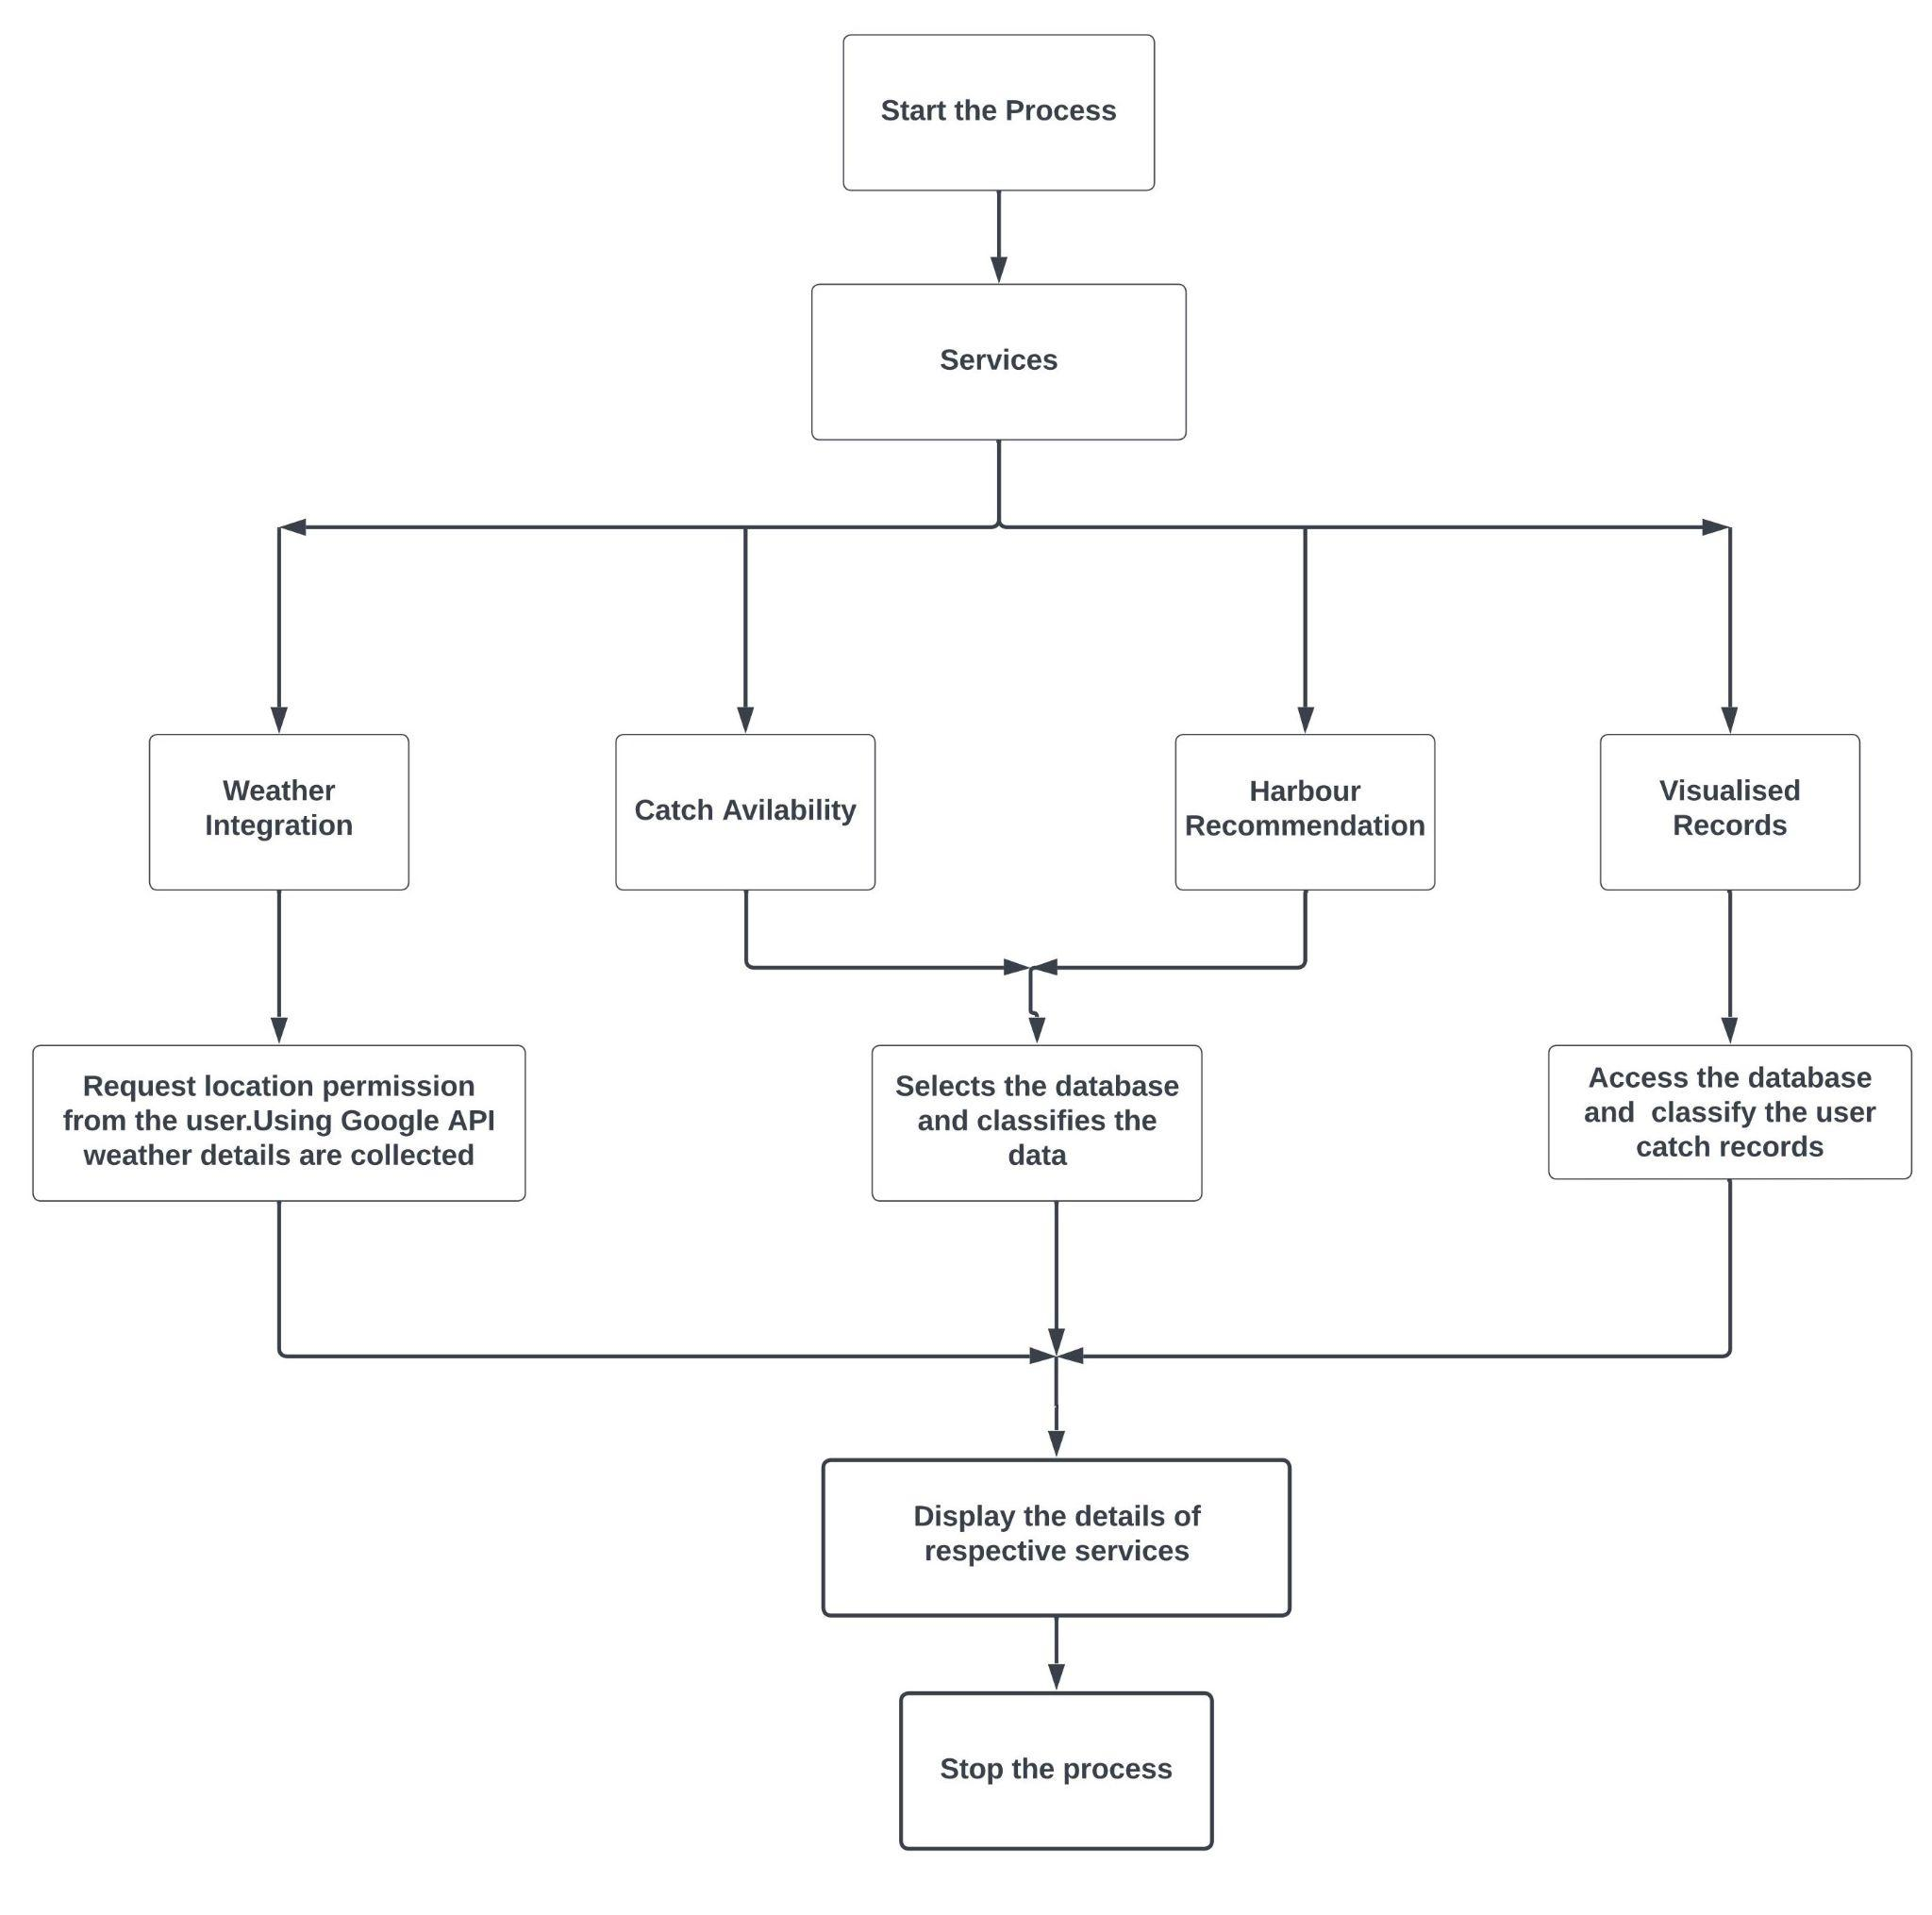 Start the Process
Services
Weather
Integration
Catch Avilability
Harbour
Recommendation
Visualised
Records
Request location permission
from the user.Using Google API
weather details are collected
Selects the database
and classifies the
data
Access the database
and  classify the user
catch records
Display the details of
respective services
Stop the process